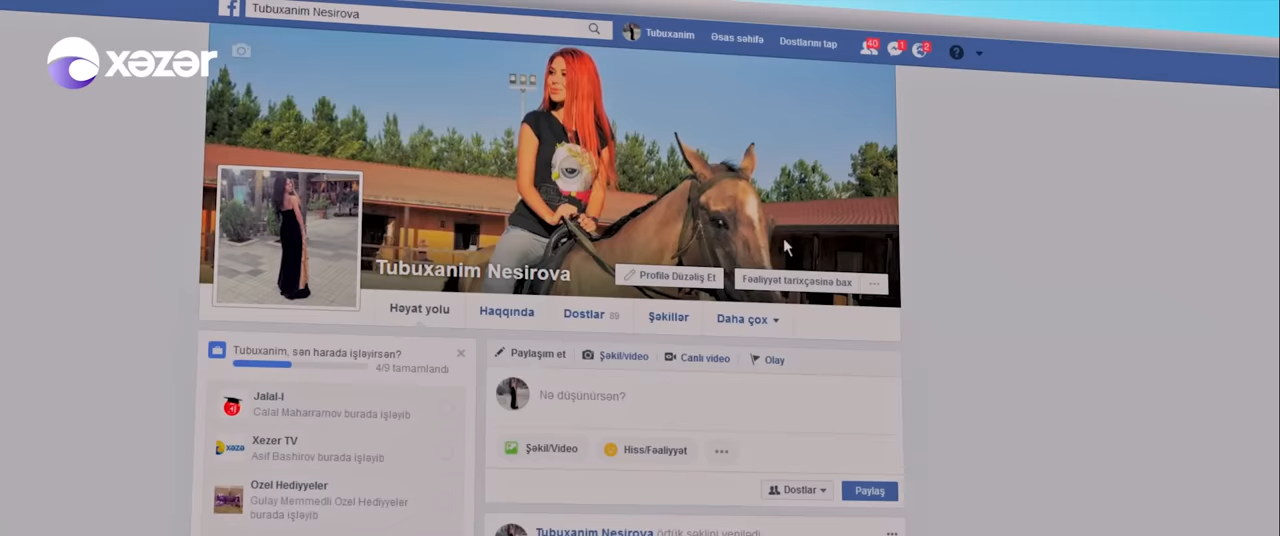 xəzər
Tubuxanim Nesirova
Tubuxanim
Əsas səhifə
Dostlarını tap
40
1
2
?
Tubuxanim Nesirova
Profilə Düzəliş Et
Fəaliyyət tarixçəsinə bax
Həyat yolu
Haqqında
Dostlar 89
Şəkillər
Daha çox
Tubuxanim, sən harada işləyirsən?
4/9 tamamlandı
Jalal-I
Calal Maharramov burada işləyib
Xezer TV
Asif Bashirov burada işləyib
Ozel Hediyyeler
Gulay Memmedli Ozel Hediyyeler
burada işləyib
Paylaşım et
Şəkil/video
Canlı video
Olay
Nə düşünürsən?
Şəkil/Video
Hiss/Fəaliyyət
Dostlar
Paylaş
Tubuxanim Nesirova örtük şəklini yenilədi